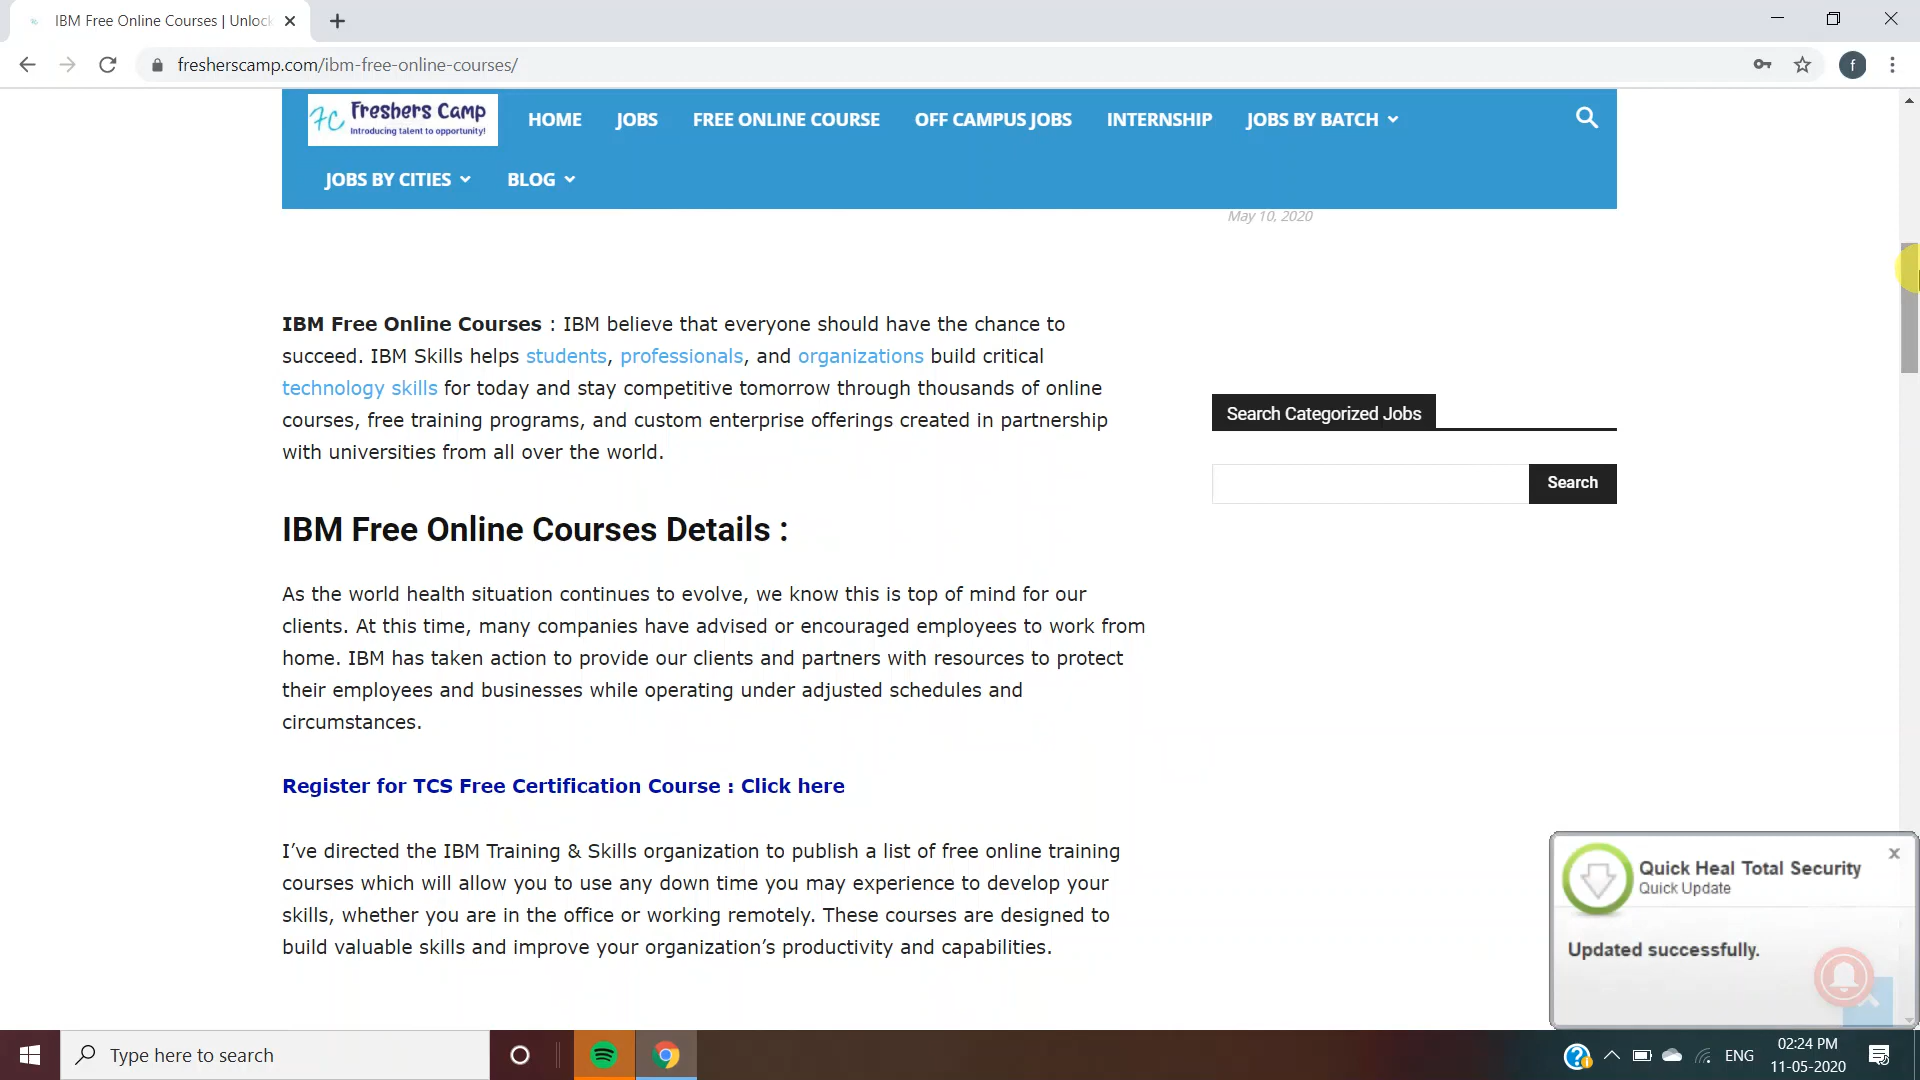 IBM Free Online Courses | Unlock
fresherscamp.com/ibm-free-online-courses/
f
FC Freshers Camp
Introducing talent to opportunity!
HOME
JOBS
FREE ONLINE COURSE
OFF CAMPUS JOBS
INTERNSHIP
JOBS BY BATCH
JOBS BY CITIES
BLOG
May 10, 2020
IBM Free Online Courses : IBM believe that everyone should have the chance to
succeed. IBM Skills helps students, professionals, and organizations build critical
technology skills for today and stay competitive tomorrow through thousands of online
courses, free training programs, and custom enterprise offerings created in partnership
with universities from all over the world.
Search Categorized Jobs
Search
IBM Free Online Courses Details :
As the world health situation continues to evolve, we know this is top of mind for our
clients. At this time, many companies have advised or encouraged employees to work from
home. IBM has taken action to provide our clients and partners with resources to protect
their employees and businesses while operating under adjusted schedules and
circumstances.
Register for TCS Free Certification Course : Click here
I’ve directed the IBM Training & Skills organization to publish a list of free online training
courses which will allow you to use any down time you may experience to develop your
skills, whether you are in the office or working remotely. These courses are designed to
build valuable skills and improve your organization’s productivity and capabilities.
Quick Heal Total Security
Quick Update
Updated successfully.
Type here to search
ENG
02:24 PM
11-05-2020